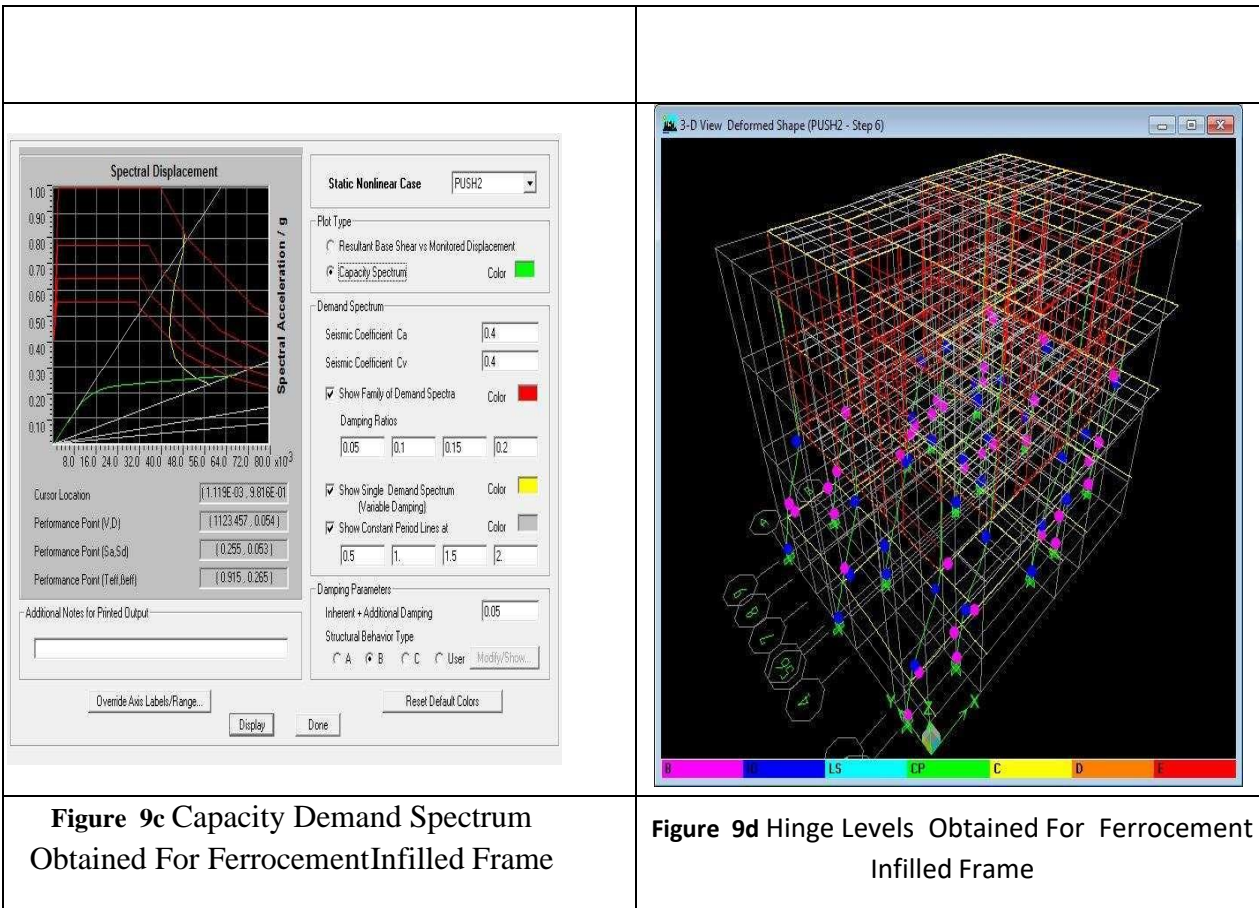 Spectral Displacement
1.00
0.90
0.80
0.70
0.60
0.50
0.40
0.30
0.20
0.10
Spectral Acceleration / g
8.0 16.0 24.0 32.0 40.0 48.0 56.0 64.0 72.0 80.0 x10³
Cursor Location
(1.119E-03 , 9.816E-01
Performance Point (V,D)
(1123.457 , 0.054 )
Performance Point (Sa,Sd)
( 0.255 , 0.053 )
Performance Point (Teff,βeff)
( 0.915 , 0.265 )
Additional Notes for Printed Output
Override Axis Labels/Range...
Display
Done
Static Nonlinear Case
PUSH2
Plot Type
Resultant Base Shear vs Monitored Displacement
Capacity Spectrum
Color
Demand Spectrum
Seismic Coefficient Ca
0.4
Seismic Coefficient Cv
0.4
Show Family of Demand Spectra
Color
Damping Ratios
0.05 0.1 0.15 0.2
Show Single Demand Spectrum
Color
(Variable Damping)
Show Constant Period Lines at
Color
0.5 1. 1.5 2.
Damping Parameters
Inherent + Additional Damping
0.05
Structural Behavior Type
A B C User Modify/Show...
Reset Default Colors
3-D View Deformed Shape (PUSH2 - Step 6)
Y Z X
B IO LS CP C D E
Figure 9c Capacity Demand Spectrum
Obtained For FerrocementInfilled Frame
Figure 9d Hinge Levels Obtained For Ferrocement
Infilled Frame